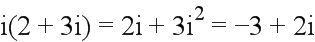 i(2 + 3i) = 2i + 3i² = −3 + 2i